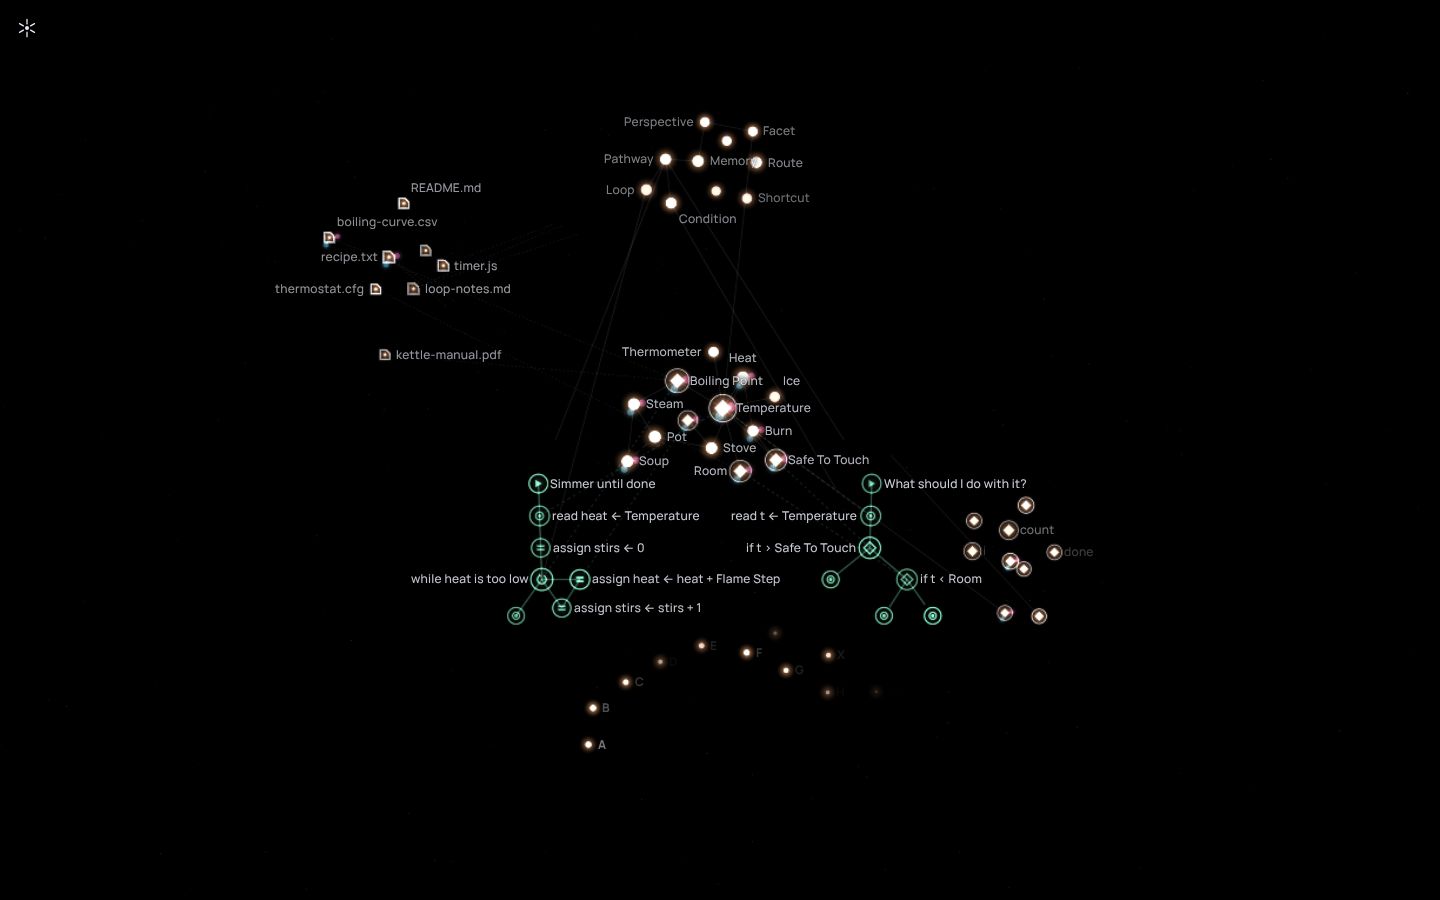 Perspective
Facet
Pathway
Memory
Route
Loop
Shortcut
Condition
README.md
boiling-curve.csv
recipe.txt
timer.js
thermostat.cfg
loop-notes.md
kettle-manual.pdf
Thermometer
Heat
Boiling Point
Ice
Steam
Temperature
Burn
Pot
Stove
Soup
Room
Safe To Touch
Simmer until done
What should I do with it?
read heat ← Temperature
read t ← Temperature
assign stirs ← 0
if t > Safe To Touch
count
i
done
while heat is too low
assign heat ← heat + Flame Step
if t < Room
assign stirs ← stirs + 1
E
F
D
X
G
C
H
B
A